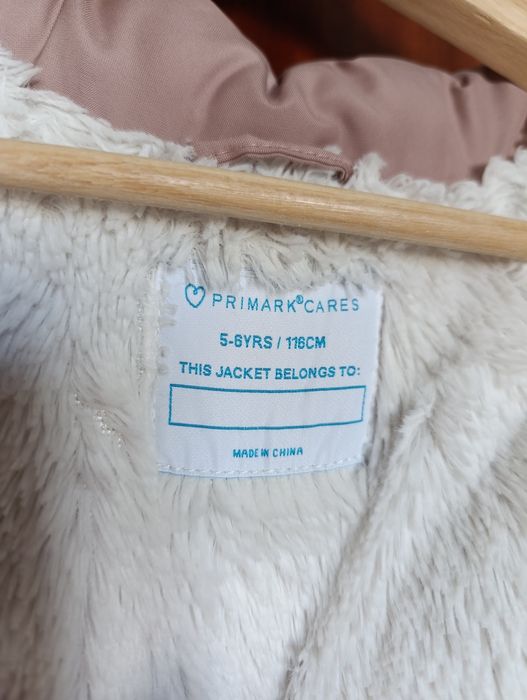 PRIMARK® CARES
5-6YRS / 116CM
THIS JACKET BELONGS TO:
MADE IN CHINA